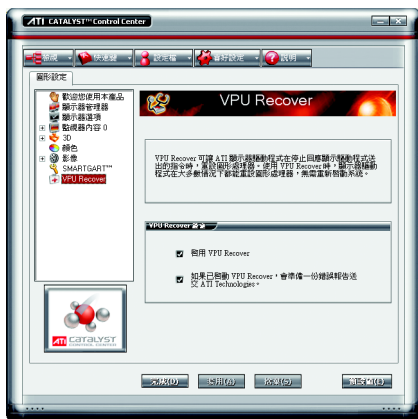 ATI CATALYST™ Control Center
檢視
快速鍵
設定檔
喜好設定
說明
圖形設定
歡迎您使用本產品
顯示器管理器
顯示器選項
監視器內容 0
3D
顏色
影像
SMARTGART™
VPU Recover
VPU Recover
VPU Recover 可讓 ATI 顯示器驅動程式在停止回應顯示驅動程式送
出的指令時，重設圖形處理器。使用 VPU Recover 時，顯示器驅動
程式在大多數情況下都能重設圖形處理器，無需重新啟動系統。
VPU Recover
啟用 VPU Recover
如果已啟動 VPU Recover，會準備一份錯誤報告送
交 ATI Technologies。
ATI CATALYST
CONTROL CENTER
完成(O)
套用(A)